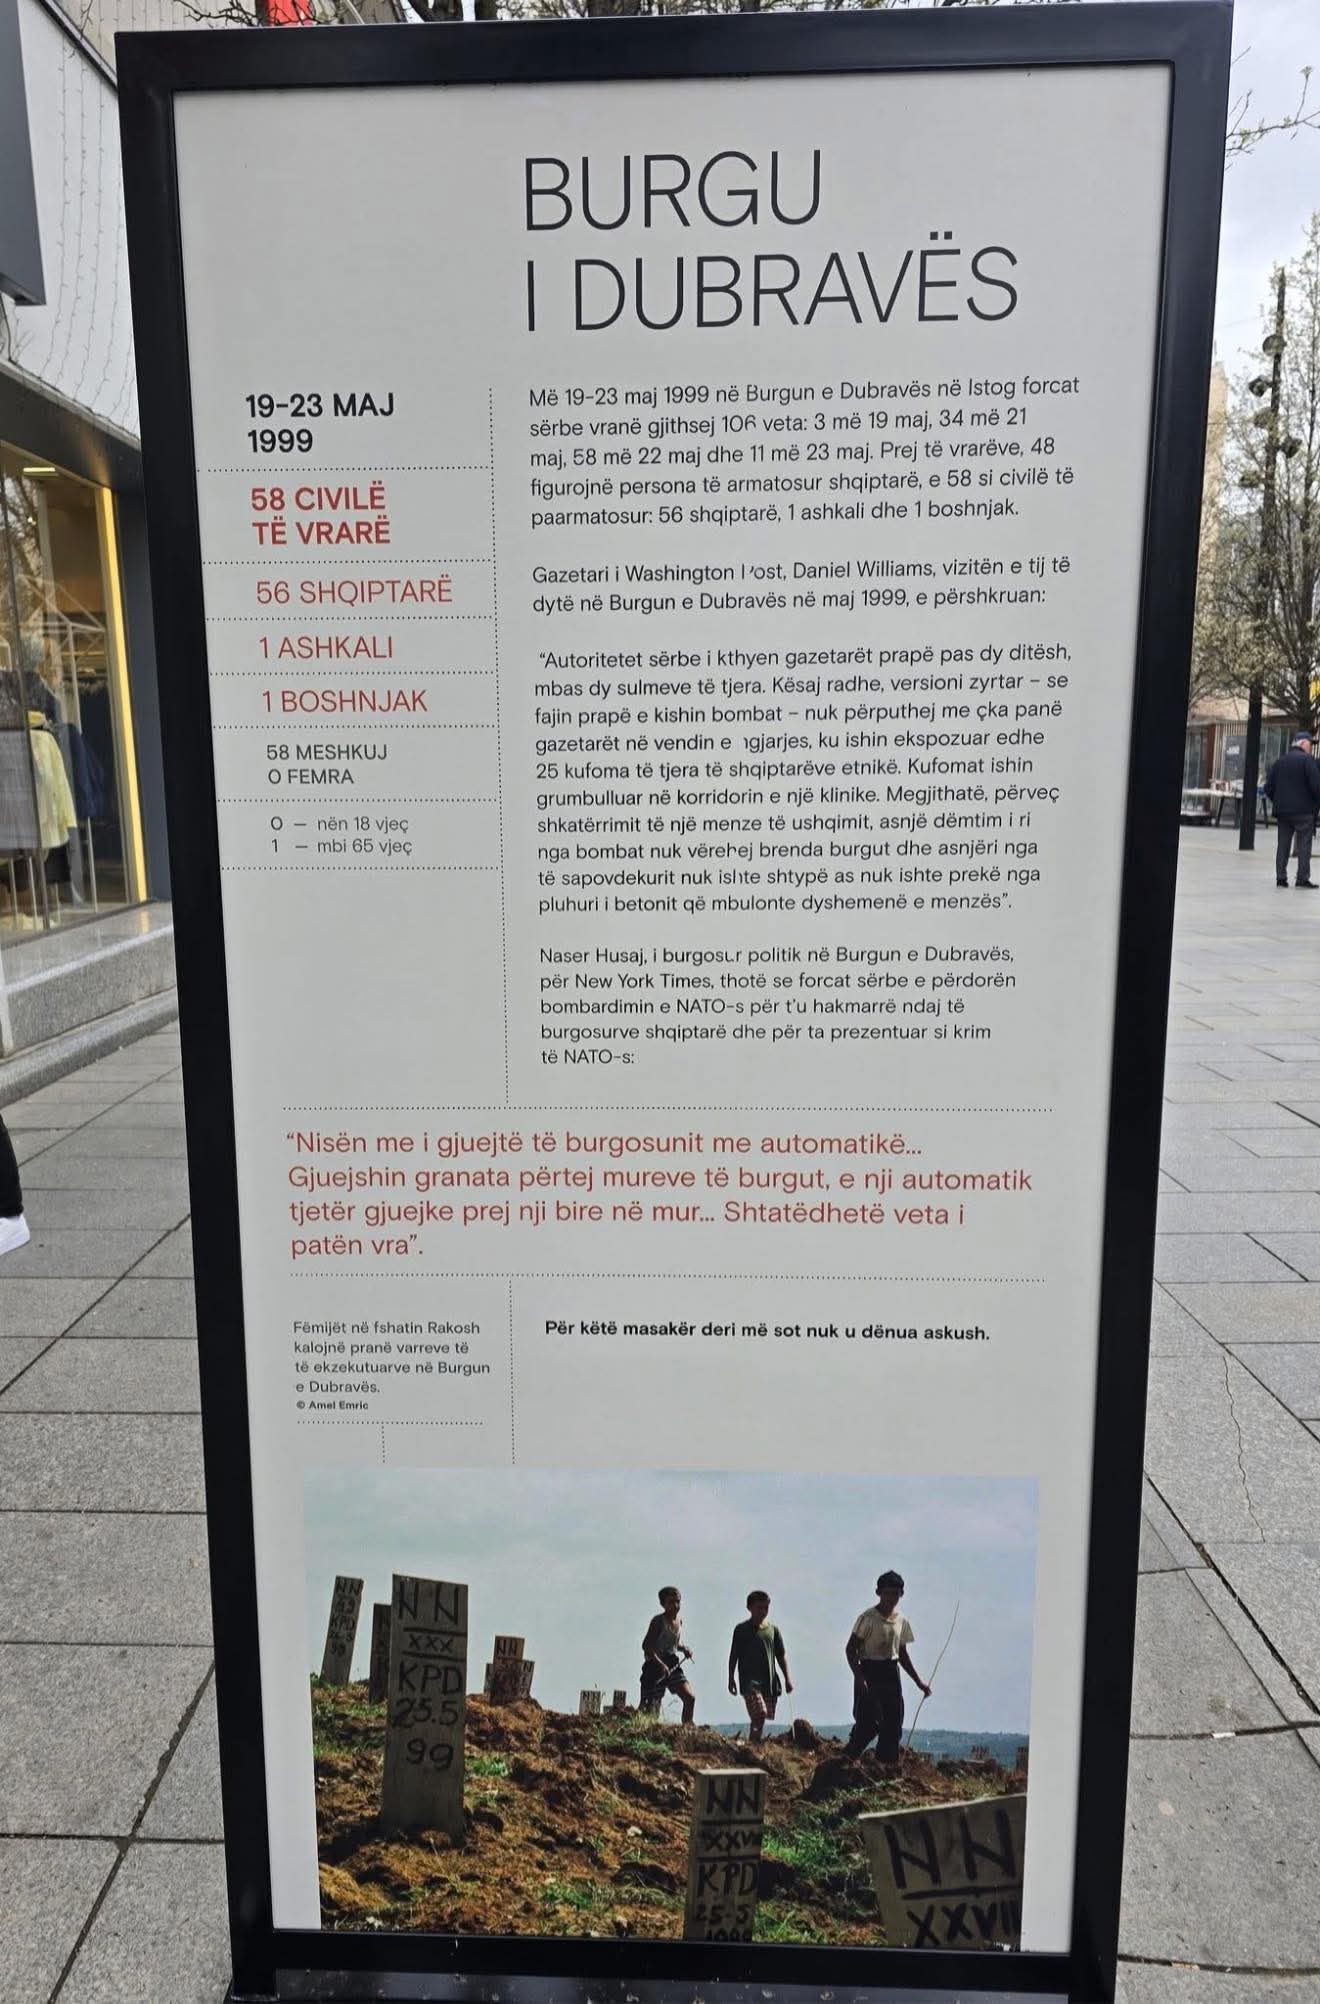 BURGU
I DUBRAVËS
19-23 MAJ
1999
58 CIVILË
TË VRARË
56 SHQIPTARË
1 ASHKALI
1 BOSHNJAK
58 MESHKUJ
0 FEMRA
0 — nën 18 vjeç
1 — mbi 65 vjeç
Më 19-23 maj 1999 në Burgun e Dubravës në Istog forcat
sërbe vranë gjithsej 106 veta: 3 më 19 maj, 34 më 21
maj, 58 më 22 maj dhe 11 më 23 maj. Prej të vrarëve, 48
figurojnë persona të armatosur shqiptarë, e 58 si civilë të
paarmatosur: 56 shqiptarë, 1 ashkali dhe 1 boshnjak.
Gazetari i Washington Post, Daniel Williams, vizitën e tij të
dytë në Burgun e Dubravës në maj 1999, e përshkruan:
“Autoritetet sërbe i kthyen gazetarët prapë pas dy ditësh,
mbas dy sulmeve të tjera. Kësaj radhe, versioni zyrtar – se
fajin prapë e kishin bombat – nuk përputhej me çka panë
gazetarët në vendin e ngjarjes, ku ishin ekspozuar edhe
25 kufoma të tjera të shqiptarëve etnikë. Kufomat ishin
grumbulluar në korridorin e një klinike. Megjithatë, përveç
shkatërrimit të një menze të ushqimit, asnjë dëmtim i ri
nga bombat nuk vërehej brenda burgut dhe asnjëri nga
të sapovdekurit nuk ishte shtypë as nuk ishte prekë nga
pluhuri i betonit që mbulonte dyshemenë e menzës”.
Naser Husaj, i burgosur politik në Burgun e Dubravës,
për New York Times, thotë se forcat sërbe e përdorën
bombardimin e NATO-s për t’u hakmarrë ndaj të
burgosurve shqiptarë dhe për ta prezentuar si krim
të NATO-s:
“Nisën me i gjuejtë të burgosunit me automatikë...
Gjuejshin granata përtej mureve të burgut, e nji automatik
tjetër gjuejke prej nji bire në mur... Shtatëdhetë veta i
patën vra”.
Fëmijët në fshatin Rakosh
kalojnë pranë varreve të
të ekzekutuarve në Burgun
e Dubravës.
© Amel Emric
Për këtë masakër deri më sot nuk u dënua askush.
NN
XXX
KPD
25.5
99
NN
KPD
25-5
NN